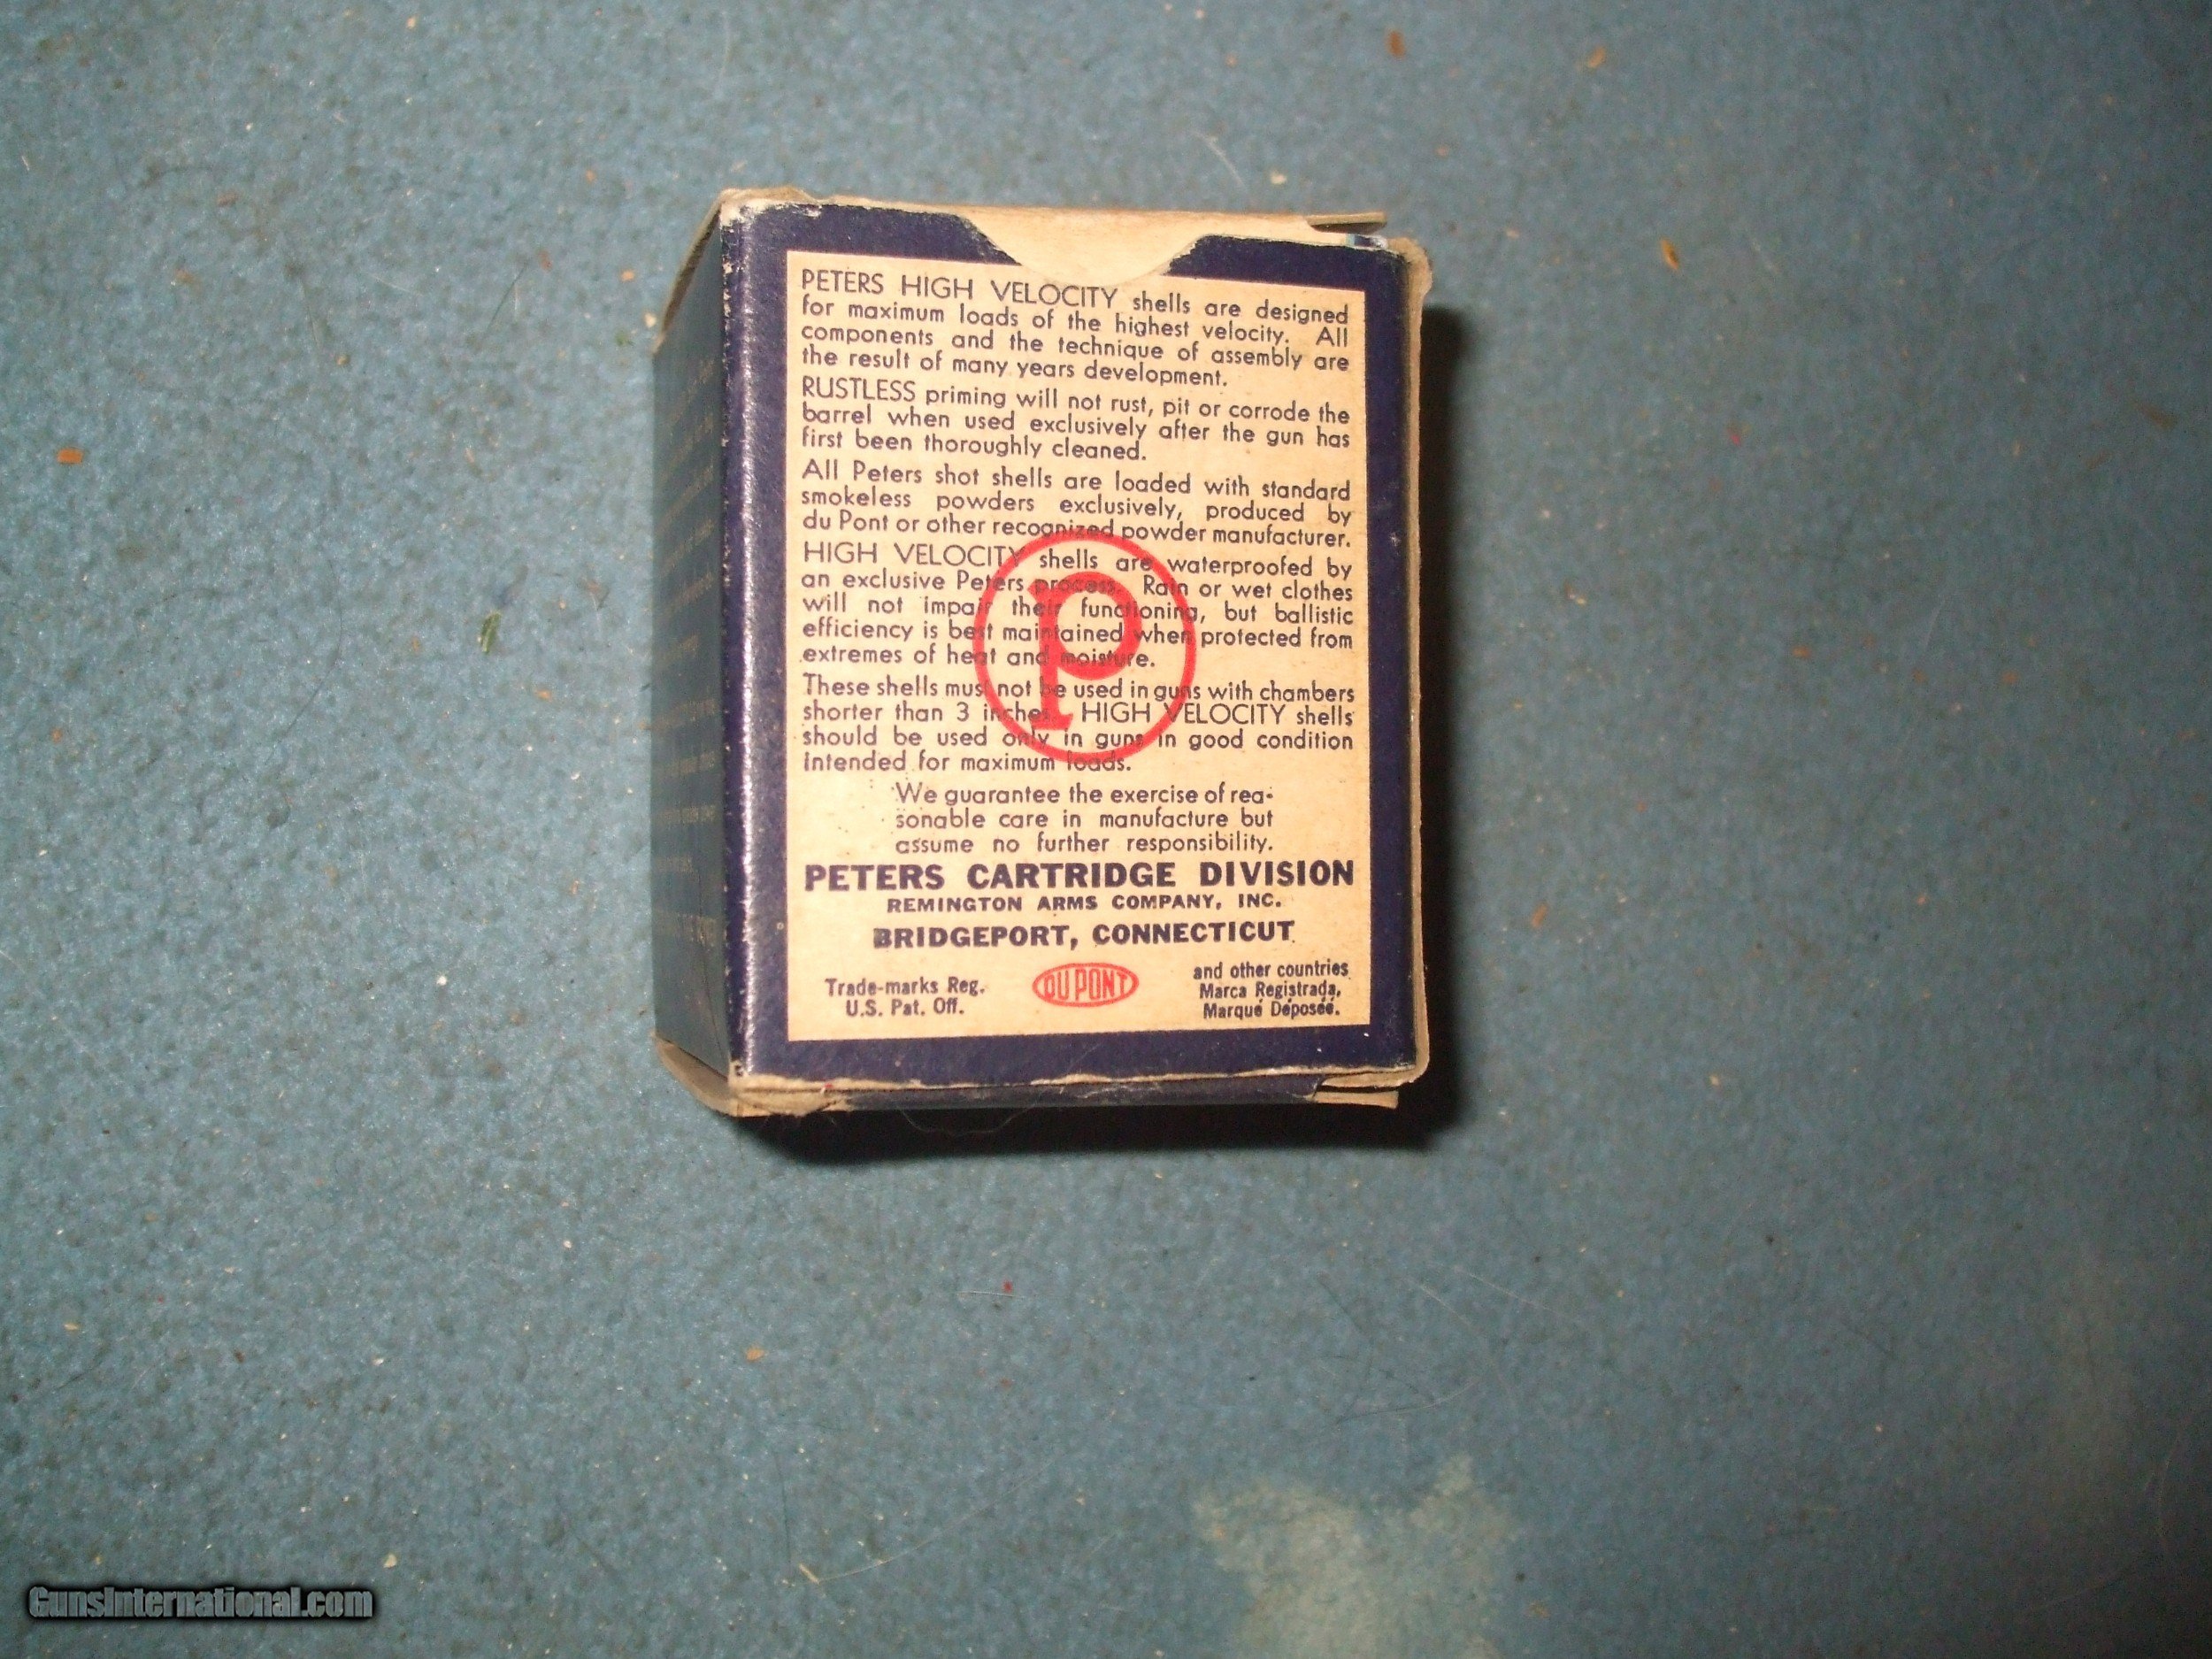 PETERS HIGH VELOCITY shells are designed
for maximum loads of the highest velocity. All
components and the technique of assembly are
the result of many years development.
RUSTLESS priming will not rust, pit or corrode the
barrel when used exclusively after the gun has
first been thoroughly cleaned.
All Peters shot shells are loaded with standard
smokeless powders exclusively, produced by
du Pont or other recognized powder manufacturer.
HIGH VELOCITY shells are waterproofed by
an exclusive Peters process. Rain or wet clothes
will not impair their functioning, but ballistic
efficiency is best maintained when protected from
extremes of heat and moisture.
These shells must not be used in guns with chambers
shorter than 3 inches. HIGH VELOCITY shells
should be used only in guns in good condition
intended for maximum loads.
p
We guarantee the exercise of rea-
sonable care in manufacture but
assume no further responsibility.
PETERS CARTRIDGE DIVISION
REMINGTON ARMS COMPANY, INC.
BRIDGEPORT, CONNECTICUT
Trade-marks Reg.
U.S. Pat. Off.
DU PONT
and other countries
Marca Registrada,
Marque Déposée.
GunsInternational.com